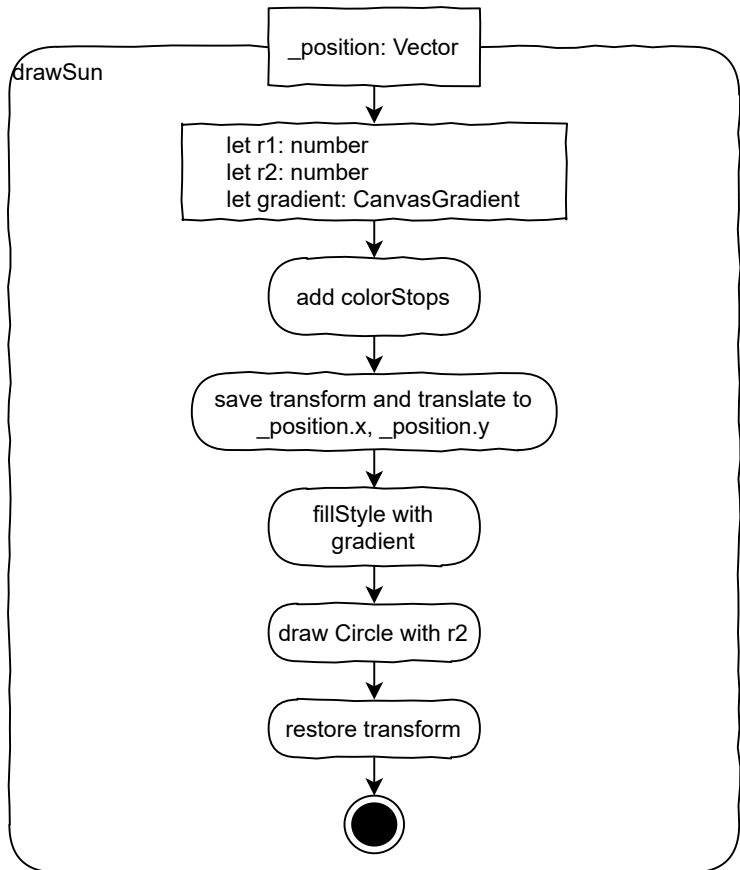 _position: Vector
drawSun
let r1: number
let r2: number
let gradient: CanvasGradient
add colorStops
save transform and translate to
_position.x, _position.y
fillStyle with
gradient
draw Circle with r2
restore transform